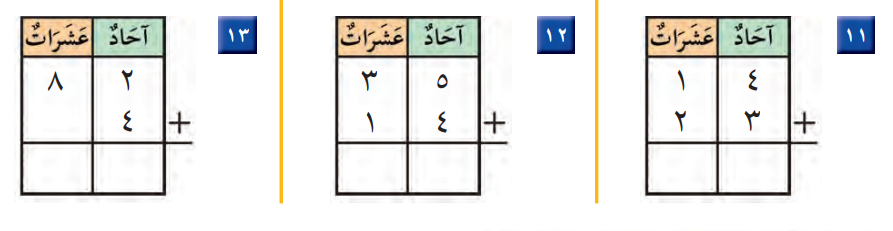 ١١
آحَادٌ عَشَرَاتٌ
٤ ١
+ ٣ ٢
١٢
آحَادٌ عَشَرَاتٌ
٥ ٣
+ ٤ ١
١٣
آحَادٌ عَشَرَاتٌ
٢ ٨
+ ٤